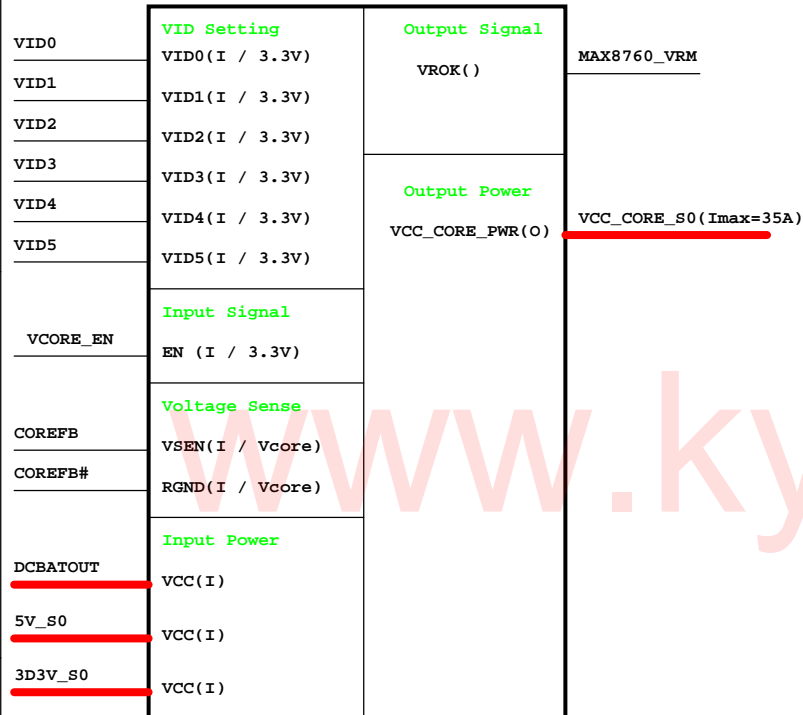 VID Setting
VID0
VID0(I / 3.3V)
VID1
VID1(I / 3.3V)
VID2
VID2(I / 3.3V)
VID3
VID3(I / 3.3V)
VID4
VID4(I / 3.3V)
VID5
VID5(I / 3.3V)
Input Signal
VCORE_EN
EN (I / 3.3V)
Voltage Sense
COREFB
VSEN(I / Vcore)
COREFB#
RGND(I / Vcore)
Input Power
DCBATOUT
VCC(I)
5V_S0
VCC(I)
3D3V_S0
VCC(I)
Output Signal
VROK()
MAX8760_VRM
Output Power
VCC_CORE_PWR(O)
VCC_CORE_S0(Imax=35A)
www.ky